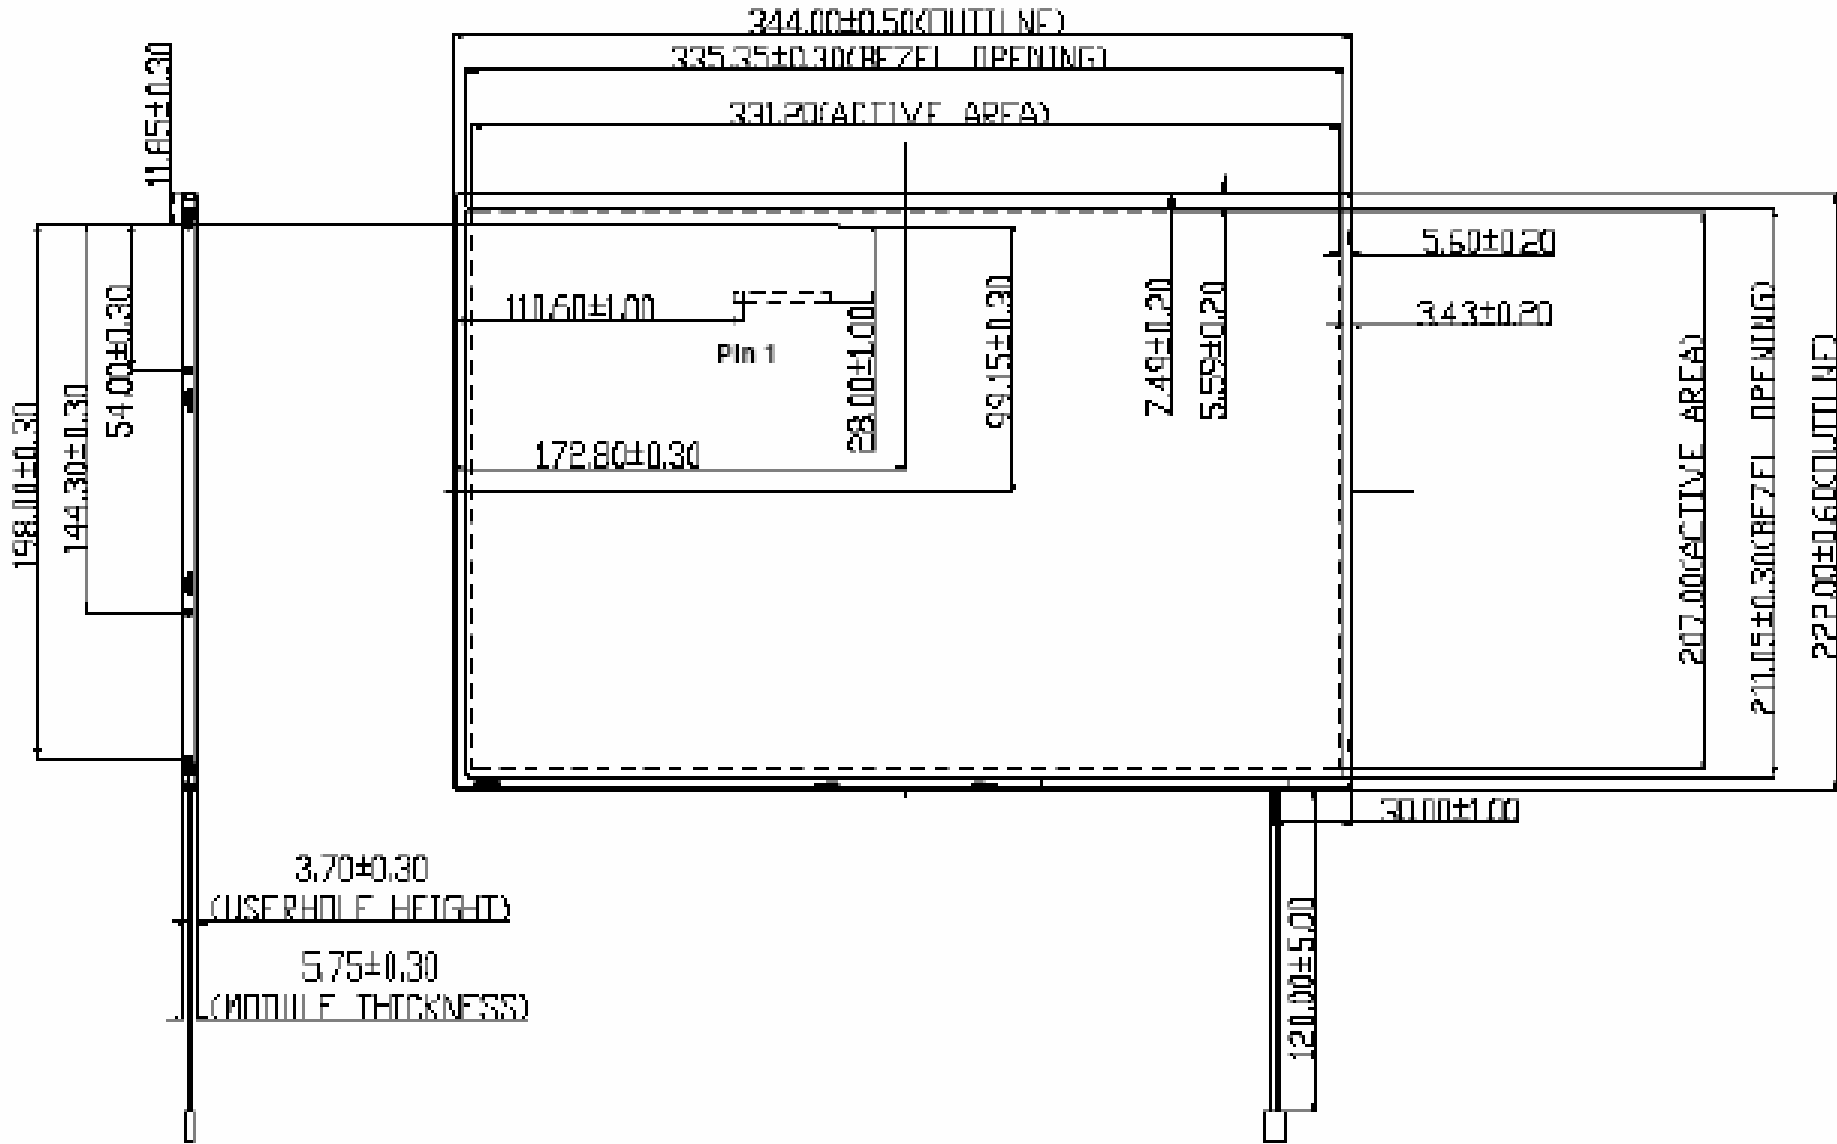 344.00±0.50(OUTLINE)
335.35±0.30(BEZEL OPENING)
331.20(ACTIVE AREA)
11.85±0.30
5.60±0.20
3.43±0.20
110.60±1.00
Pin 1
172.80±0.30
28.00±1.00
99.15±0.30
7.49±0.20
5.59±0.20
54.00±0.30
144.30±0.30
198.00±0.30
207.00(ACTIVE AREA)
211.05±0.30(BEZEL OPENING)
222.00±0.60(OUTLINE)
30.00±1.00
120.00±5.00
3.70±0.30
(USERHOLE HEIGHT)
5.75±0.30
(MODULE THICKNESS)